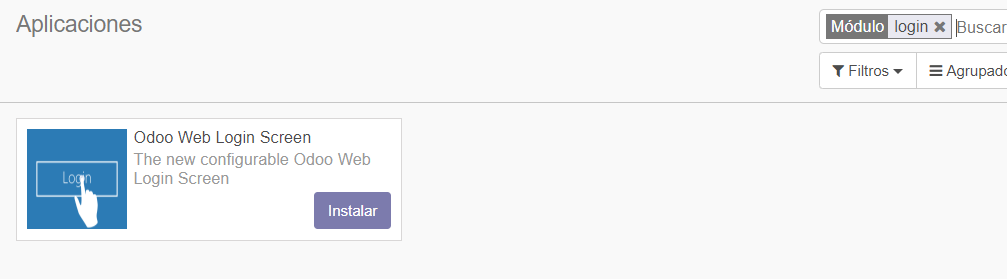 Aplicaciones
Módulo login ✖ Buscar
Filtros
Agrupado
Odoo Web Login Screen
The new configurable Odoo Web
Login Screen
Login
Instalar